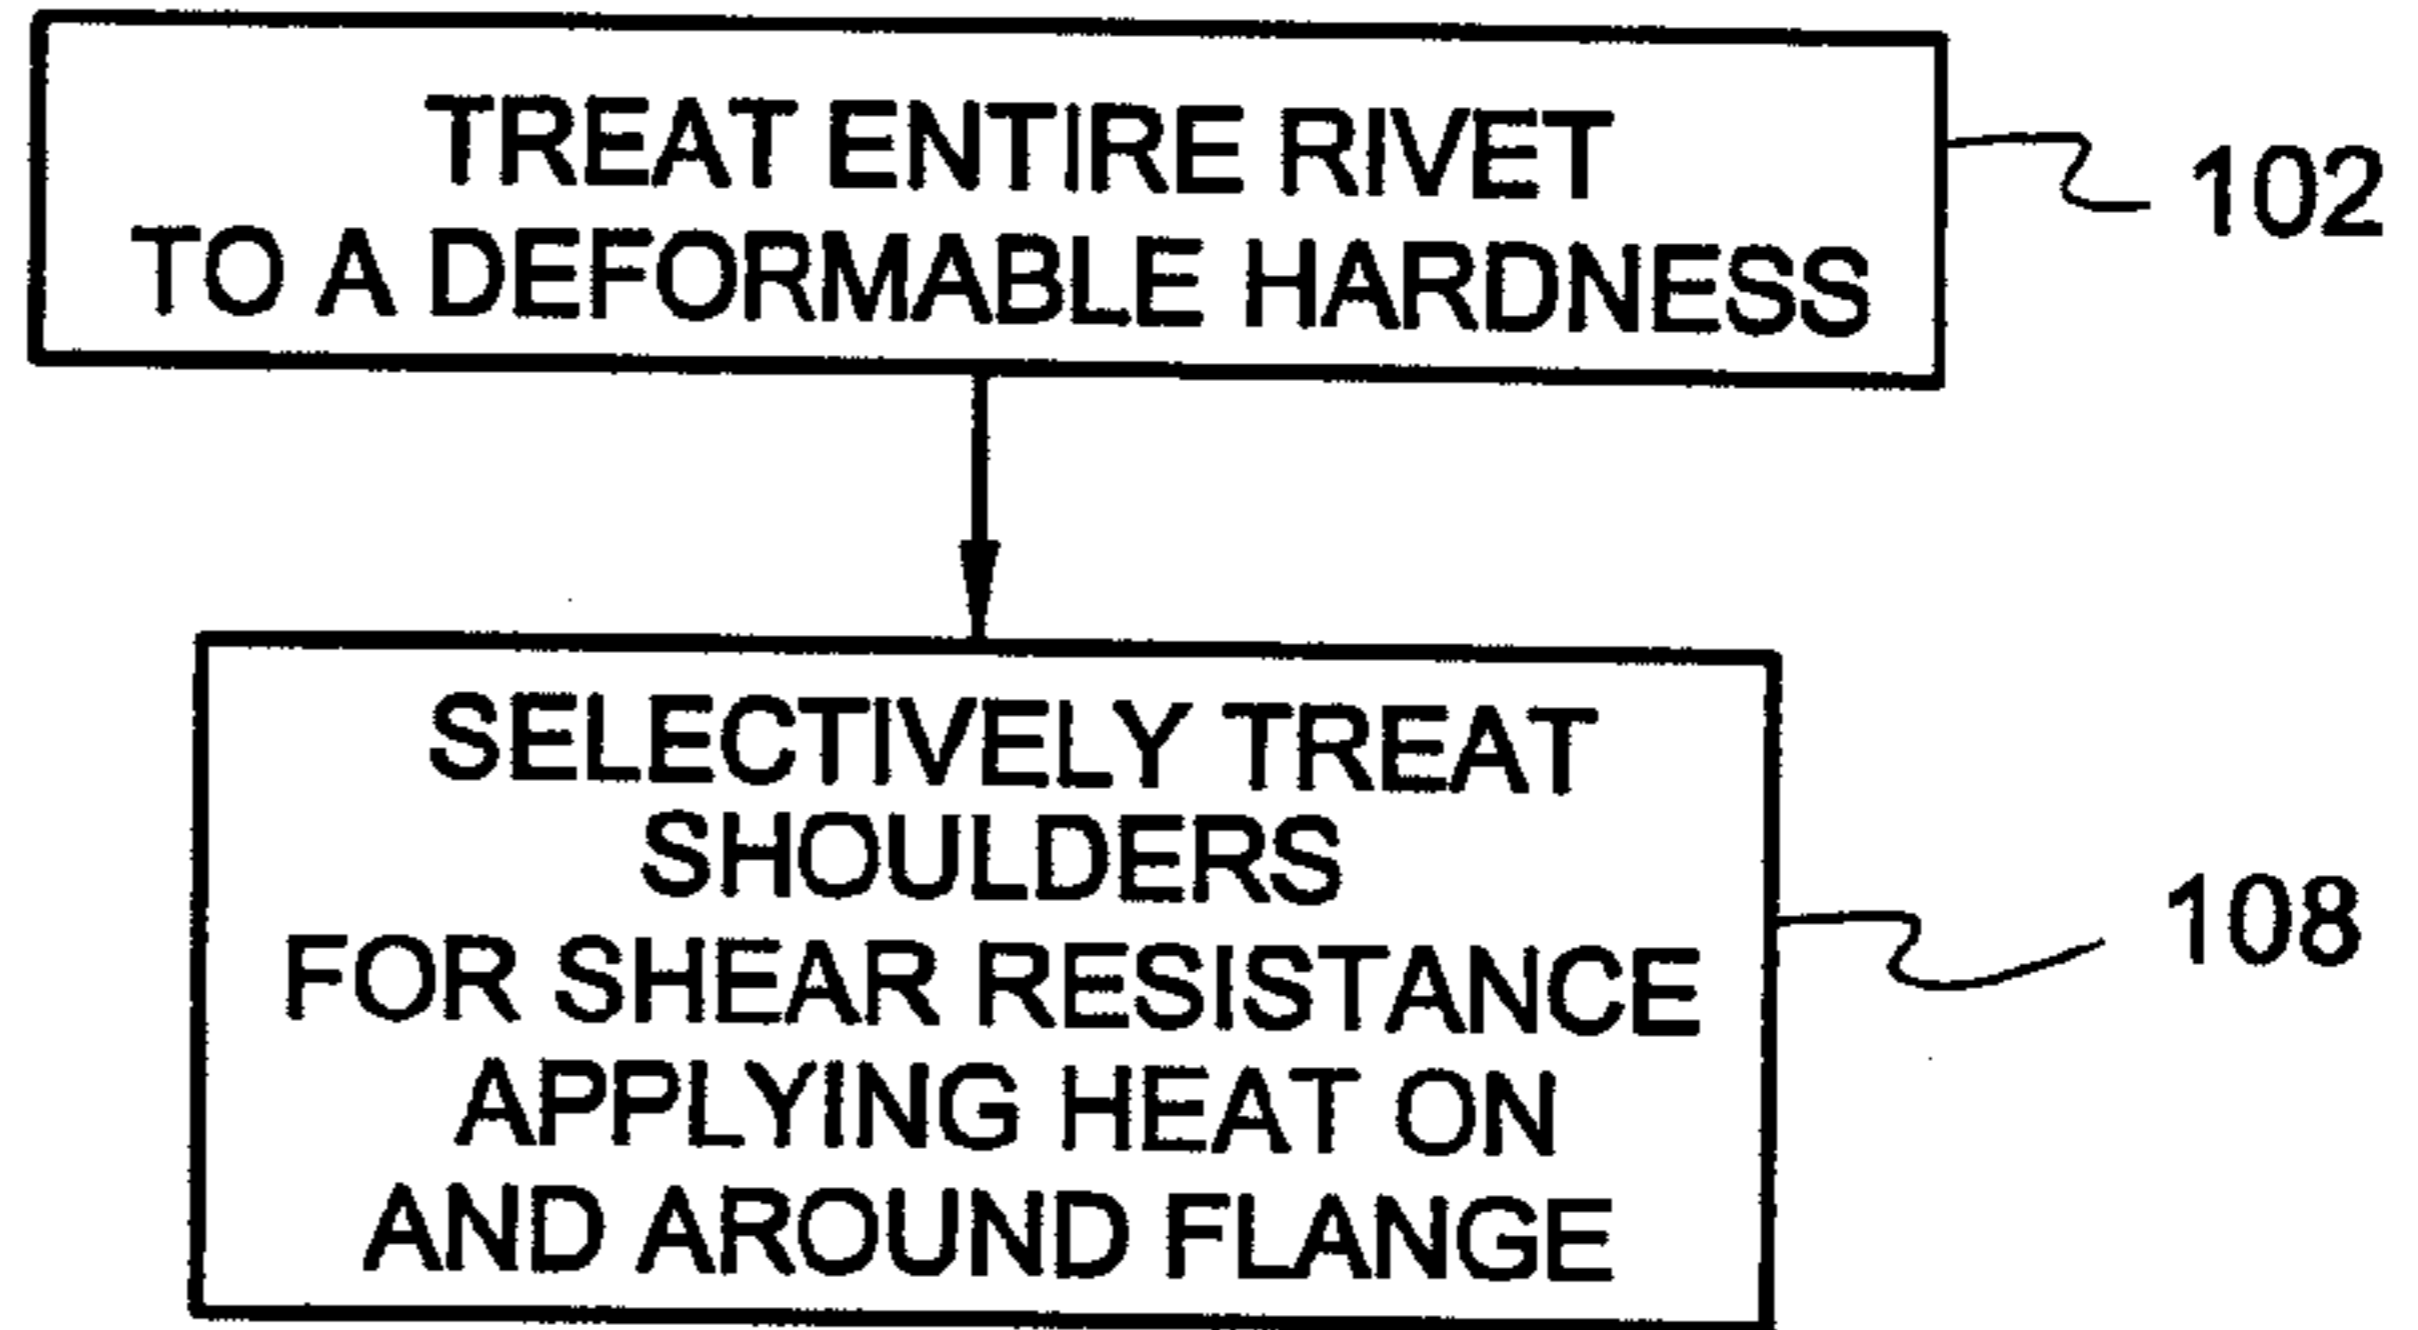 TREAT ENTIRE RIVET
TO A DEFORMABLE HARDNESS
102
SELECTIVELY TREAT
SHOULDERS
FOR SHEAR RESISTANCE
APPLYING HEAT ON
AND AROUND FLANGE
108